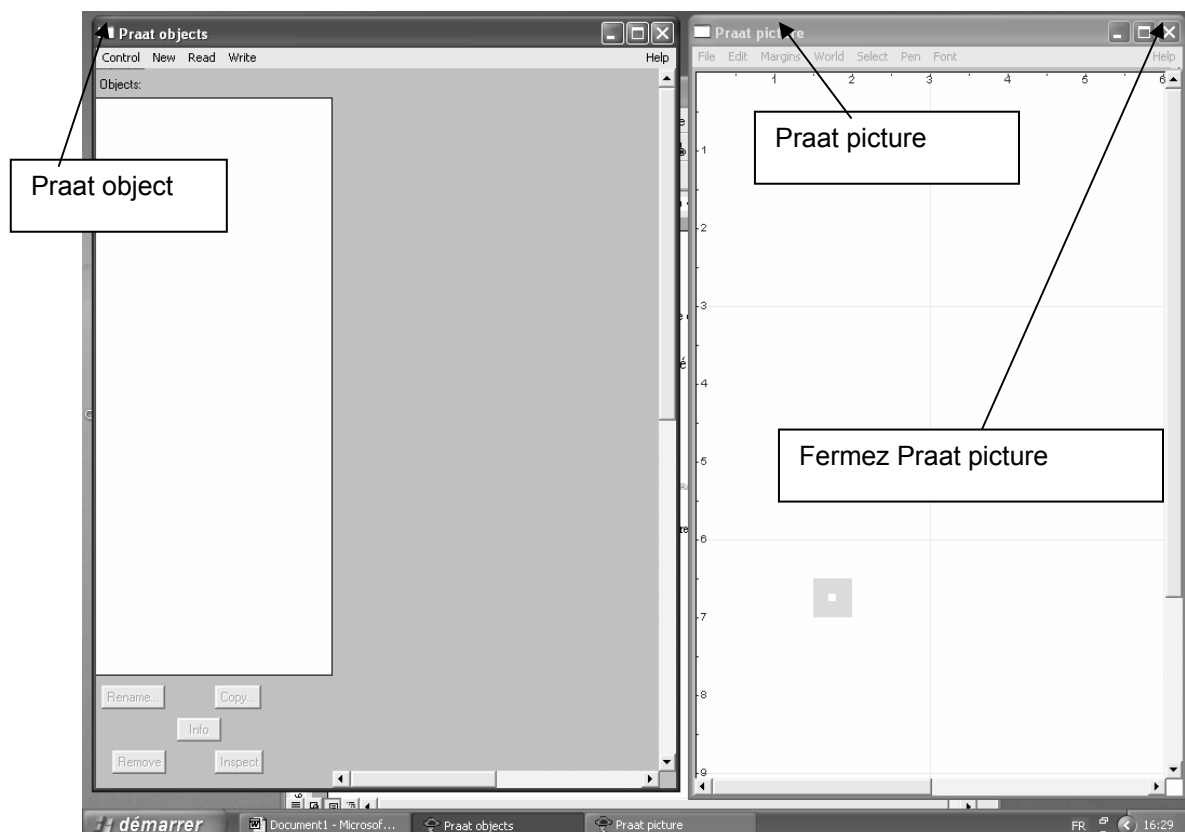 Praat objects
Control New Read Write Help
Objects:
Praat object
Rename... Copy...
Info
Remove Inspect
Praat picture
File Edit Margins World Select Pen Font Help
1 2 3 4 5 6
Praat picture
1
2
3
4
Fermez Praat picture
5
6
7
8
9
démarrer Document1 - Microsof... Praat objects Praat picture FR 16:29